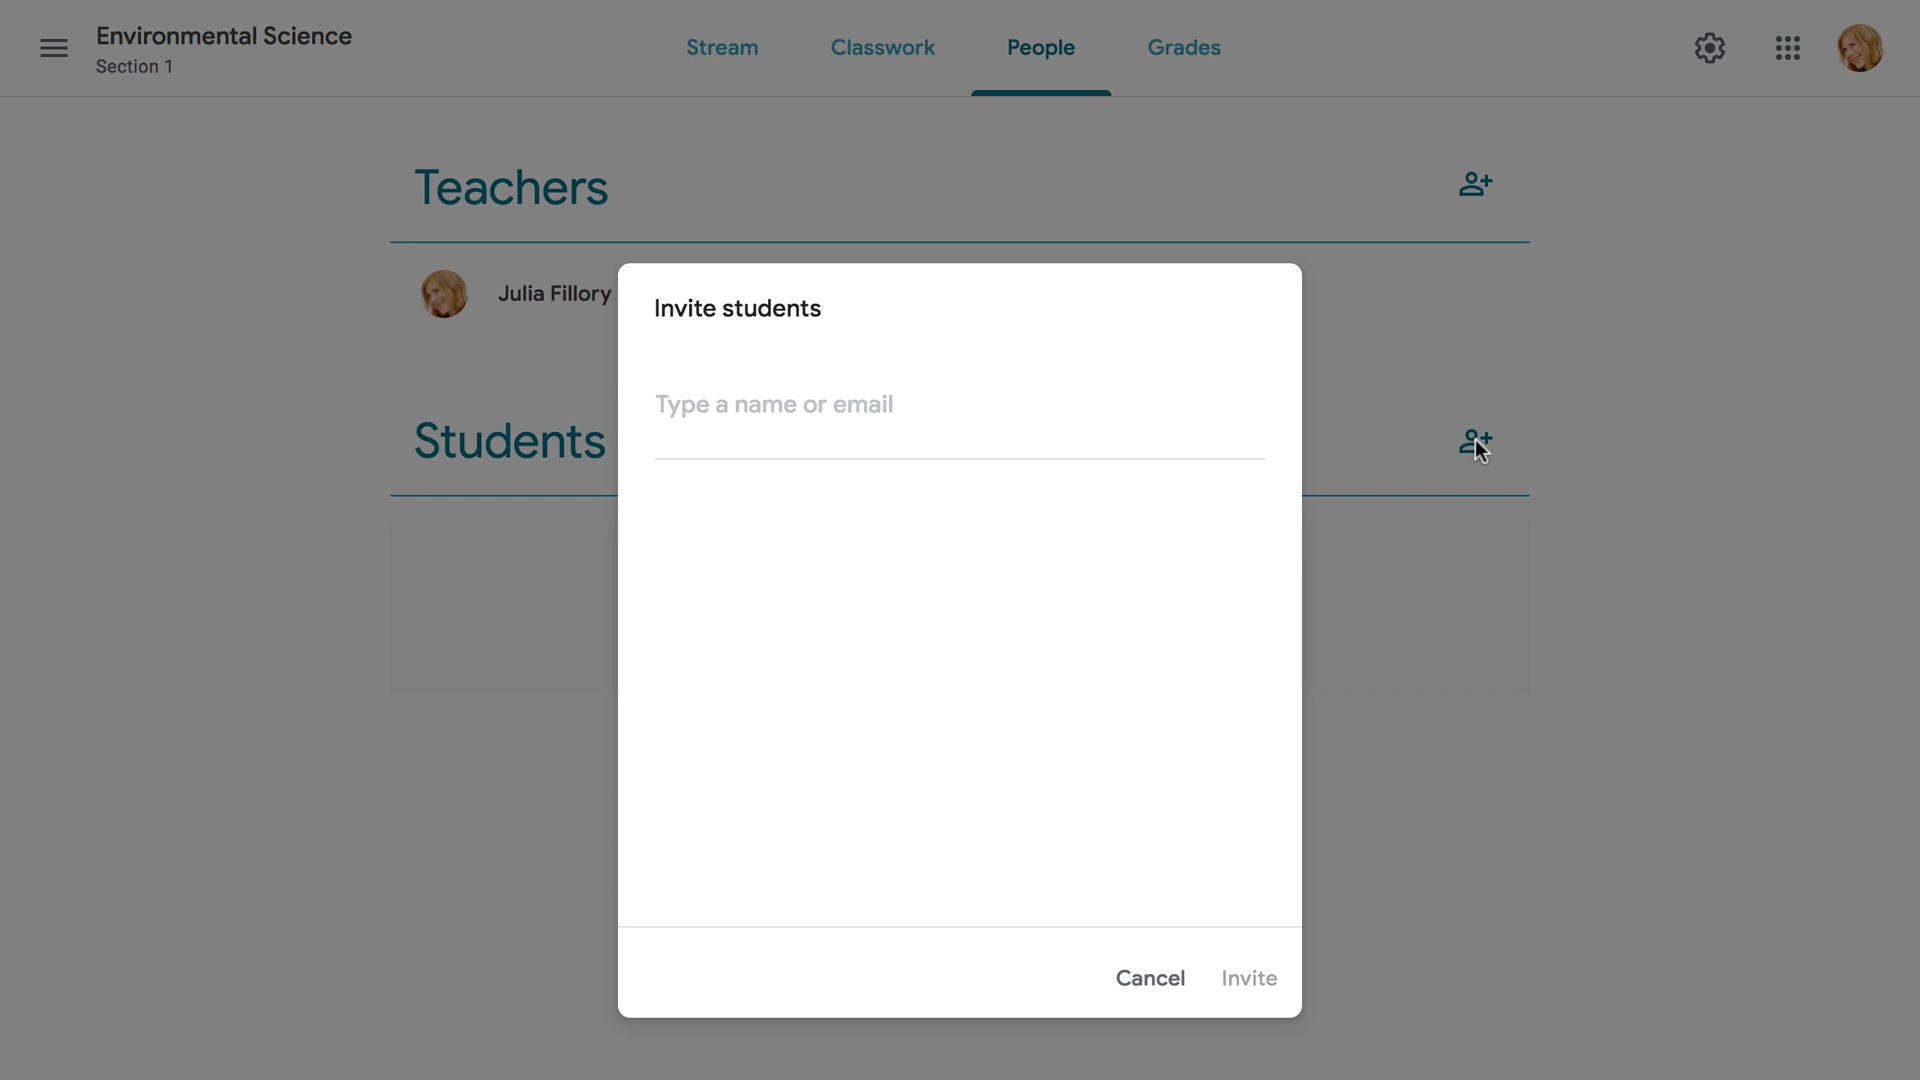 Environmental Science
Section 1
Stream
Classwork
People
Grades
Teachers
Julia Fillory
Invite students
Type a name or email
Students
Cancel
Invite